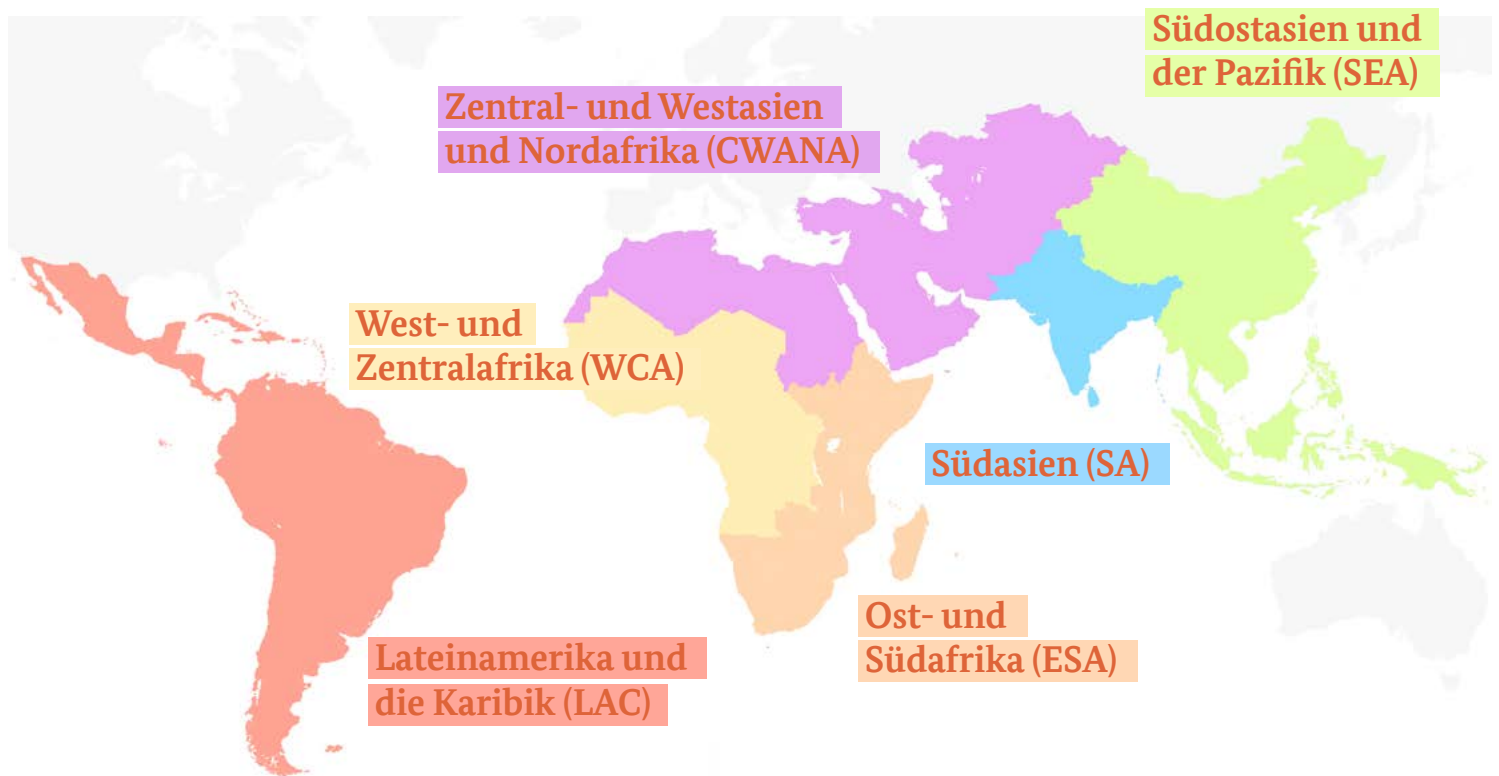 Südostasien und
der Pazifik (SEA)
Zentral- und Westasien
und Nordafrika (CWANA)
West- und
Zentralafrika (WCA)
Südasien (SA)
Ost- und
Südafrika (ESA)
Lateinamerika und
die Karibik (LAC)